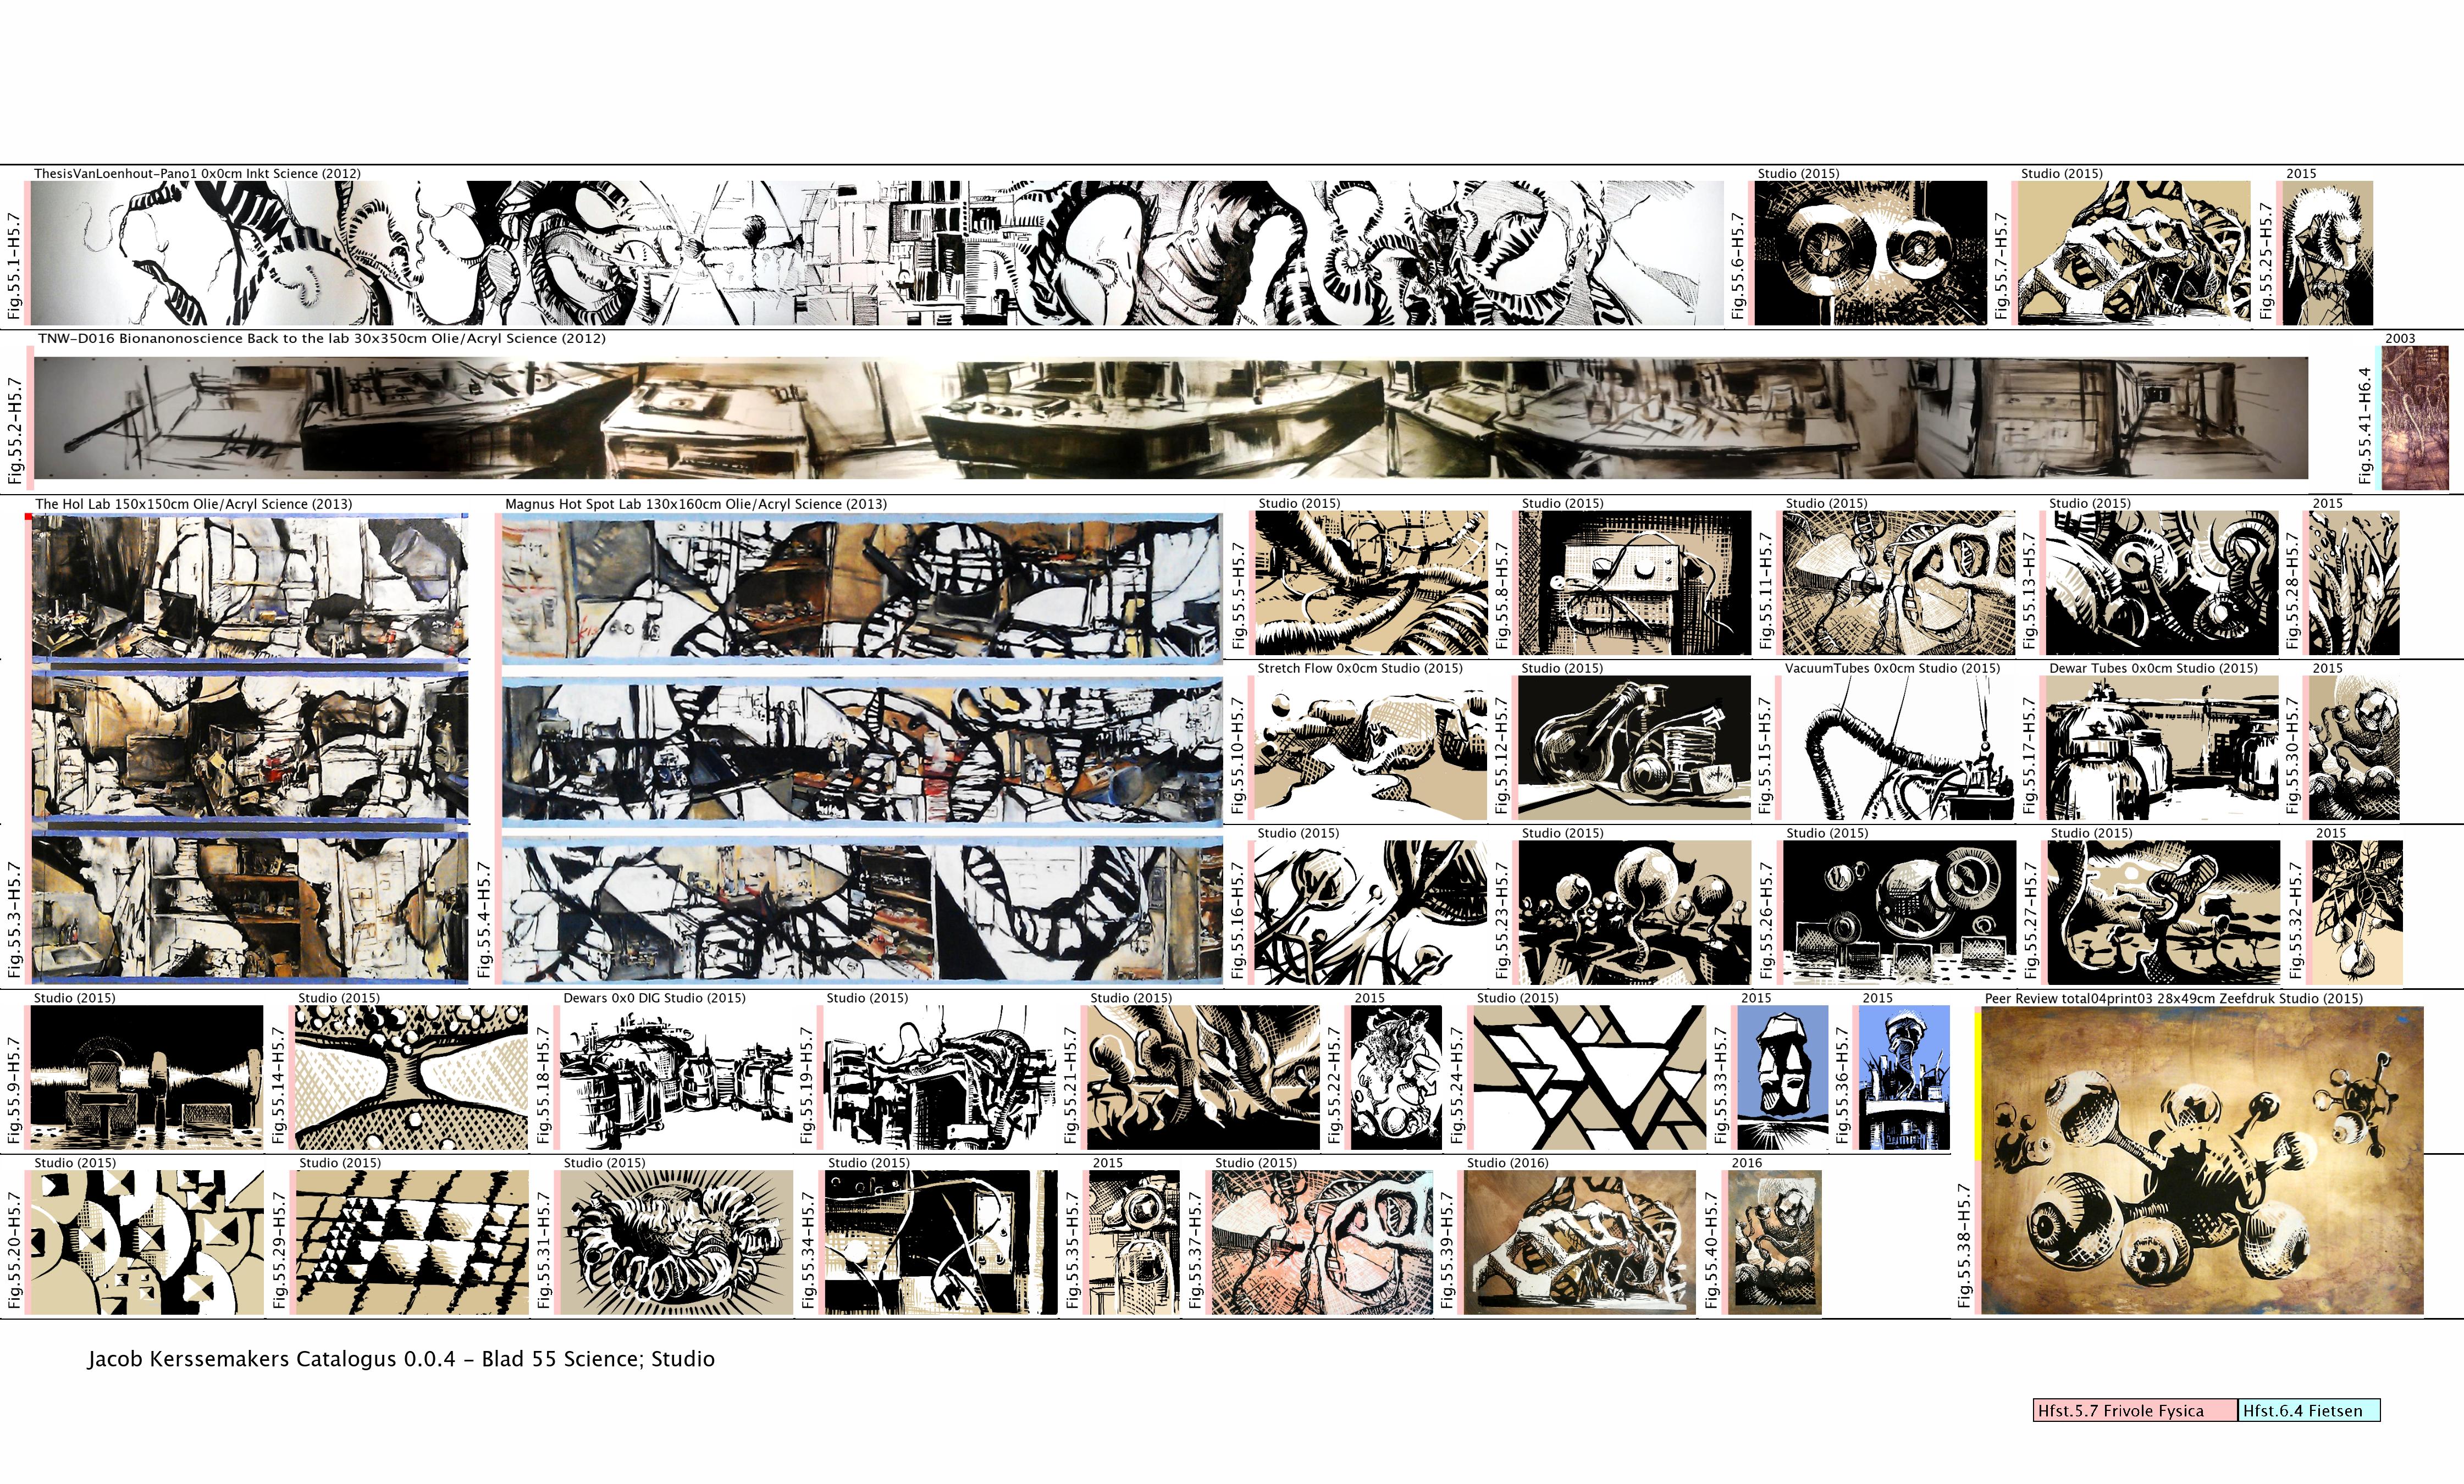 ThesisVanLoenhout-Pano1 0x0cm Inkt Science (2012)
Studio (2015)
Studio (2015)
2015
Fig.55.1-H5.7
Fig.55.6-H5.7
Fig.55.7-H5.7
Fig.55.25-H5.7
TNW-D016 Bionanonoscience Back to the lab 30x350cm Olie/Acryl Science (2012)
2003
Fig.55.2-H5.7
Fig.55.41-H6.4
The Hol Lab 150x150cm Olie/Acryl Science (2013)
Magnus Hot Spot Lab 130x160cm Olie/Acryl Science (2013)
Studio (2015)
Studio (2015)
Studio (2015)
Studio (2015)
2015
Fig.55.5-H5.7
Fig.55.8-H5.7
Fig.55.11-H5.7
Fig.55.13-H5.7
Fig.55.28-H5.7
Stretch Flow 0x0cm Studio (2015)
Studio (2015)
VacuumTubes 0x0cm Studio (2015)
Dewar Tubes 0x0cm Studio (2015)
2015
Fig.55.10-H5.7
Fig.55.12-H5.7
Fig.55.15-H5.7
Fig.55.17-H5.7
Fig.55.30-H5.7
Studio (2015)
Studio (2015)
Studio (2015)
Studio (2015)
2015
Fig.55.3-H5.7
Fig.55.4-H5.7
Fig.55.16-H5.7
Fig.55.23-H5.7
Fig.55.26-H5.7
Fig.55.27-H5.7
Fig.55.32-H5.7
Studio (2015)
Studio (2015)
Dewars 0x0 DIG Studio (2015)
Studio (2015)
Studio (2015)
2015
Studio (2015)
2015
2015
Peer Review total04print03 28x49cm Zeefdruk Studio (2015)
Fig.55.9-H5.7
Fig.55.14-H5.7
Fig.55.18-H5.7
Fig.55.19-H5.7
Fig.55.21-H5.7
Fig.55.22-H5.7
Fig.55.24-H5.7
Fig.55.33-H5.7
Fig.55.36-H5.7
Studio (2015)
Studio (2015)
Studio (2015)
Studio (2015)
2015
Studio (2015)
Studio (2016)
2016
Fig.55.20-H5.7
Fig.55.29-H5.7
Fig.55.31-H5.7
Fig.55.34-H5.7
Fig.55.35-H5.7
Fig.55.37-H5.7
Fig.55.39-H5.7
Fig.55.40-H5.7
Fig.55.38-H5.7
Jacob Kerssemakers Catalogus 0.0.4 - Blad 55 Science; Studio
Hfst.5.7 Frivole Fysica
Hfst.6.4 Fietsen